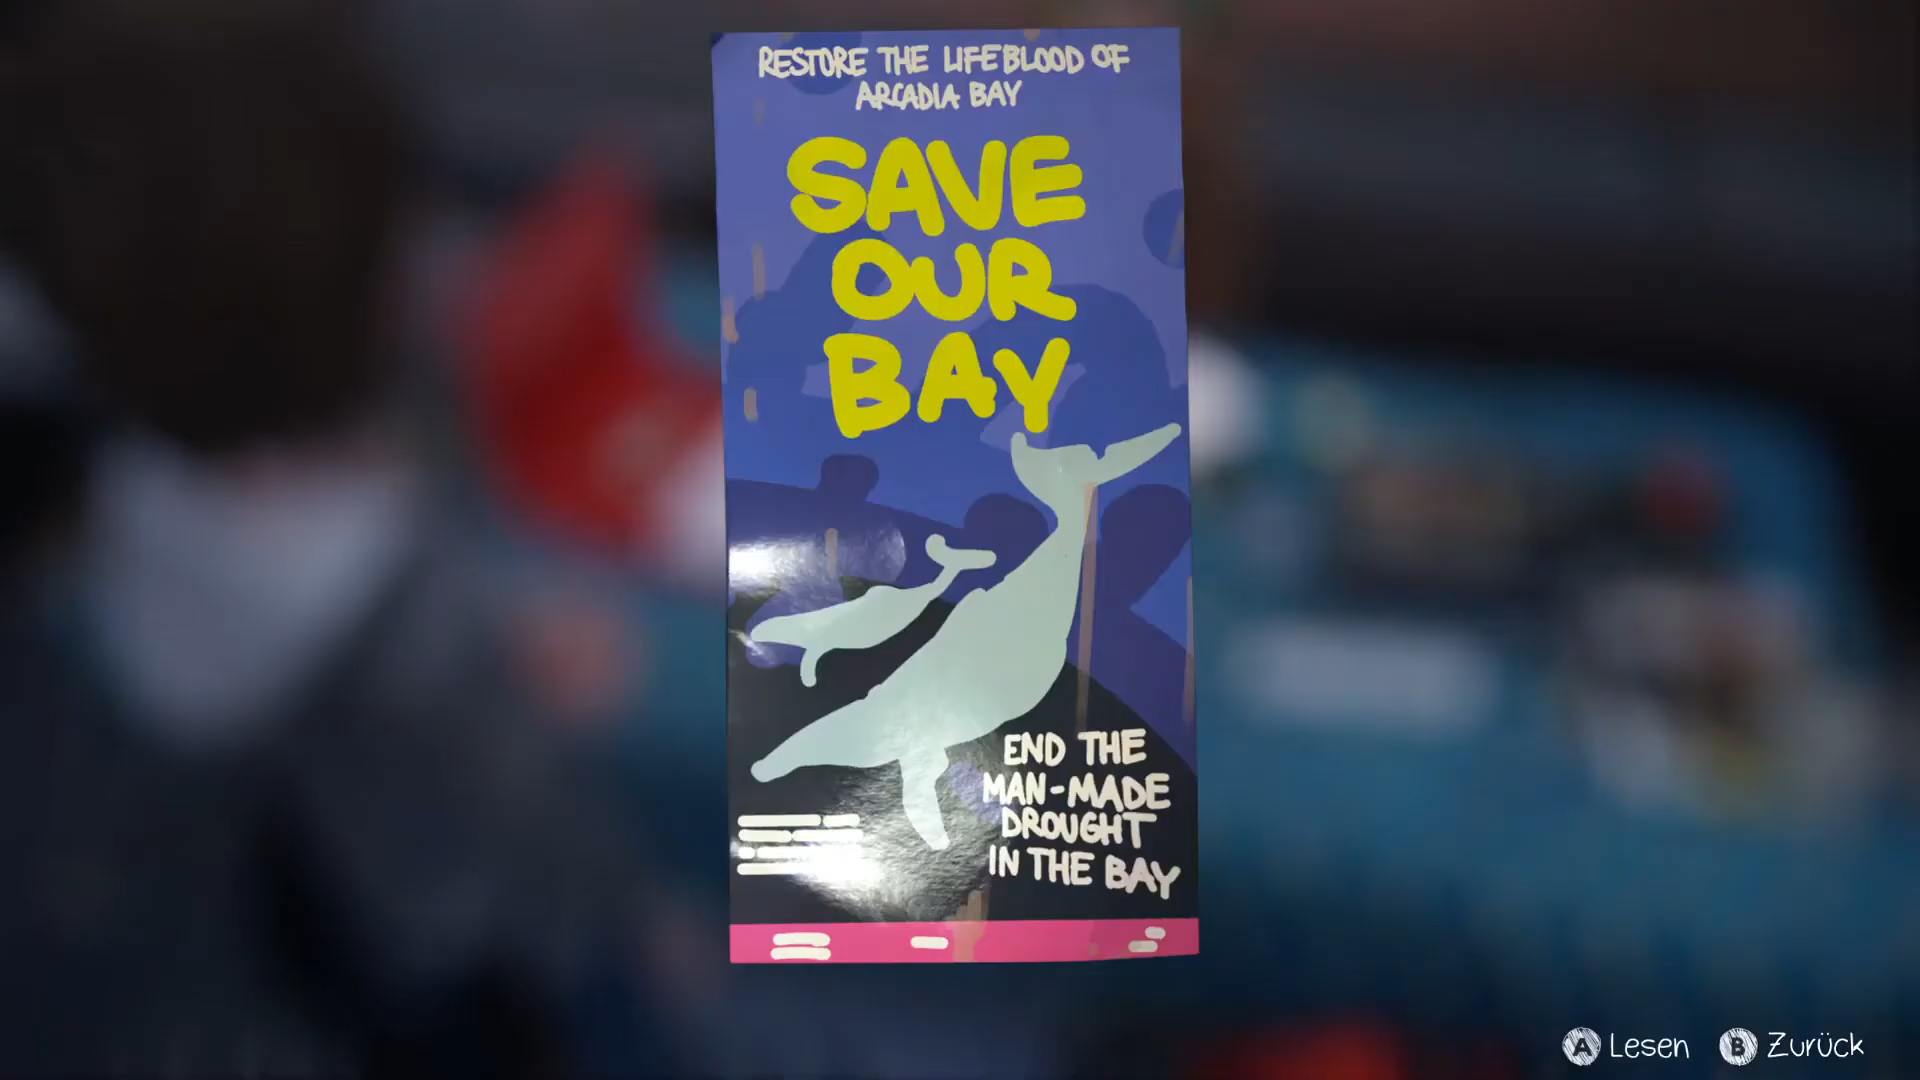 RESTORE THE LIFEBLOOD OF
ARCADIA BAY
SAVE
OUR
BAY
END THE
MAN-MADE
DROUGHT
IN THE BAY
A Lesen B Zurück